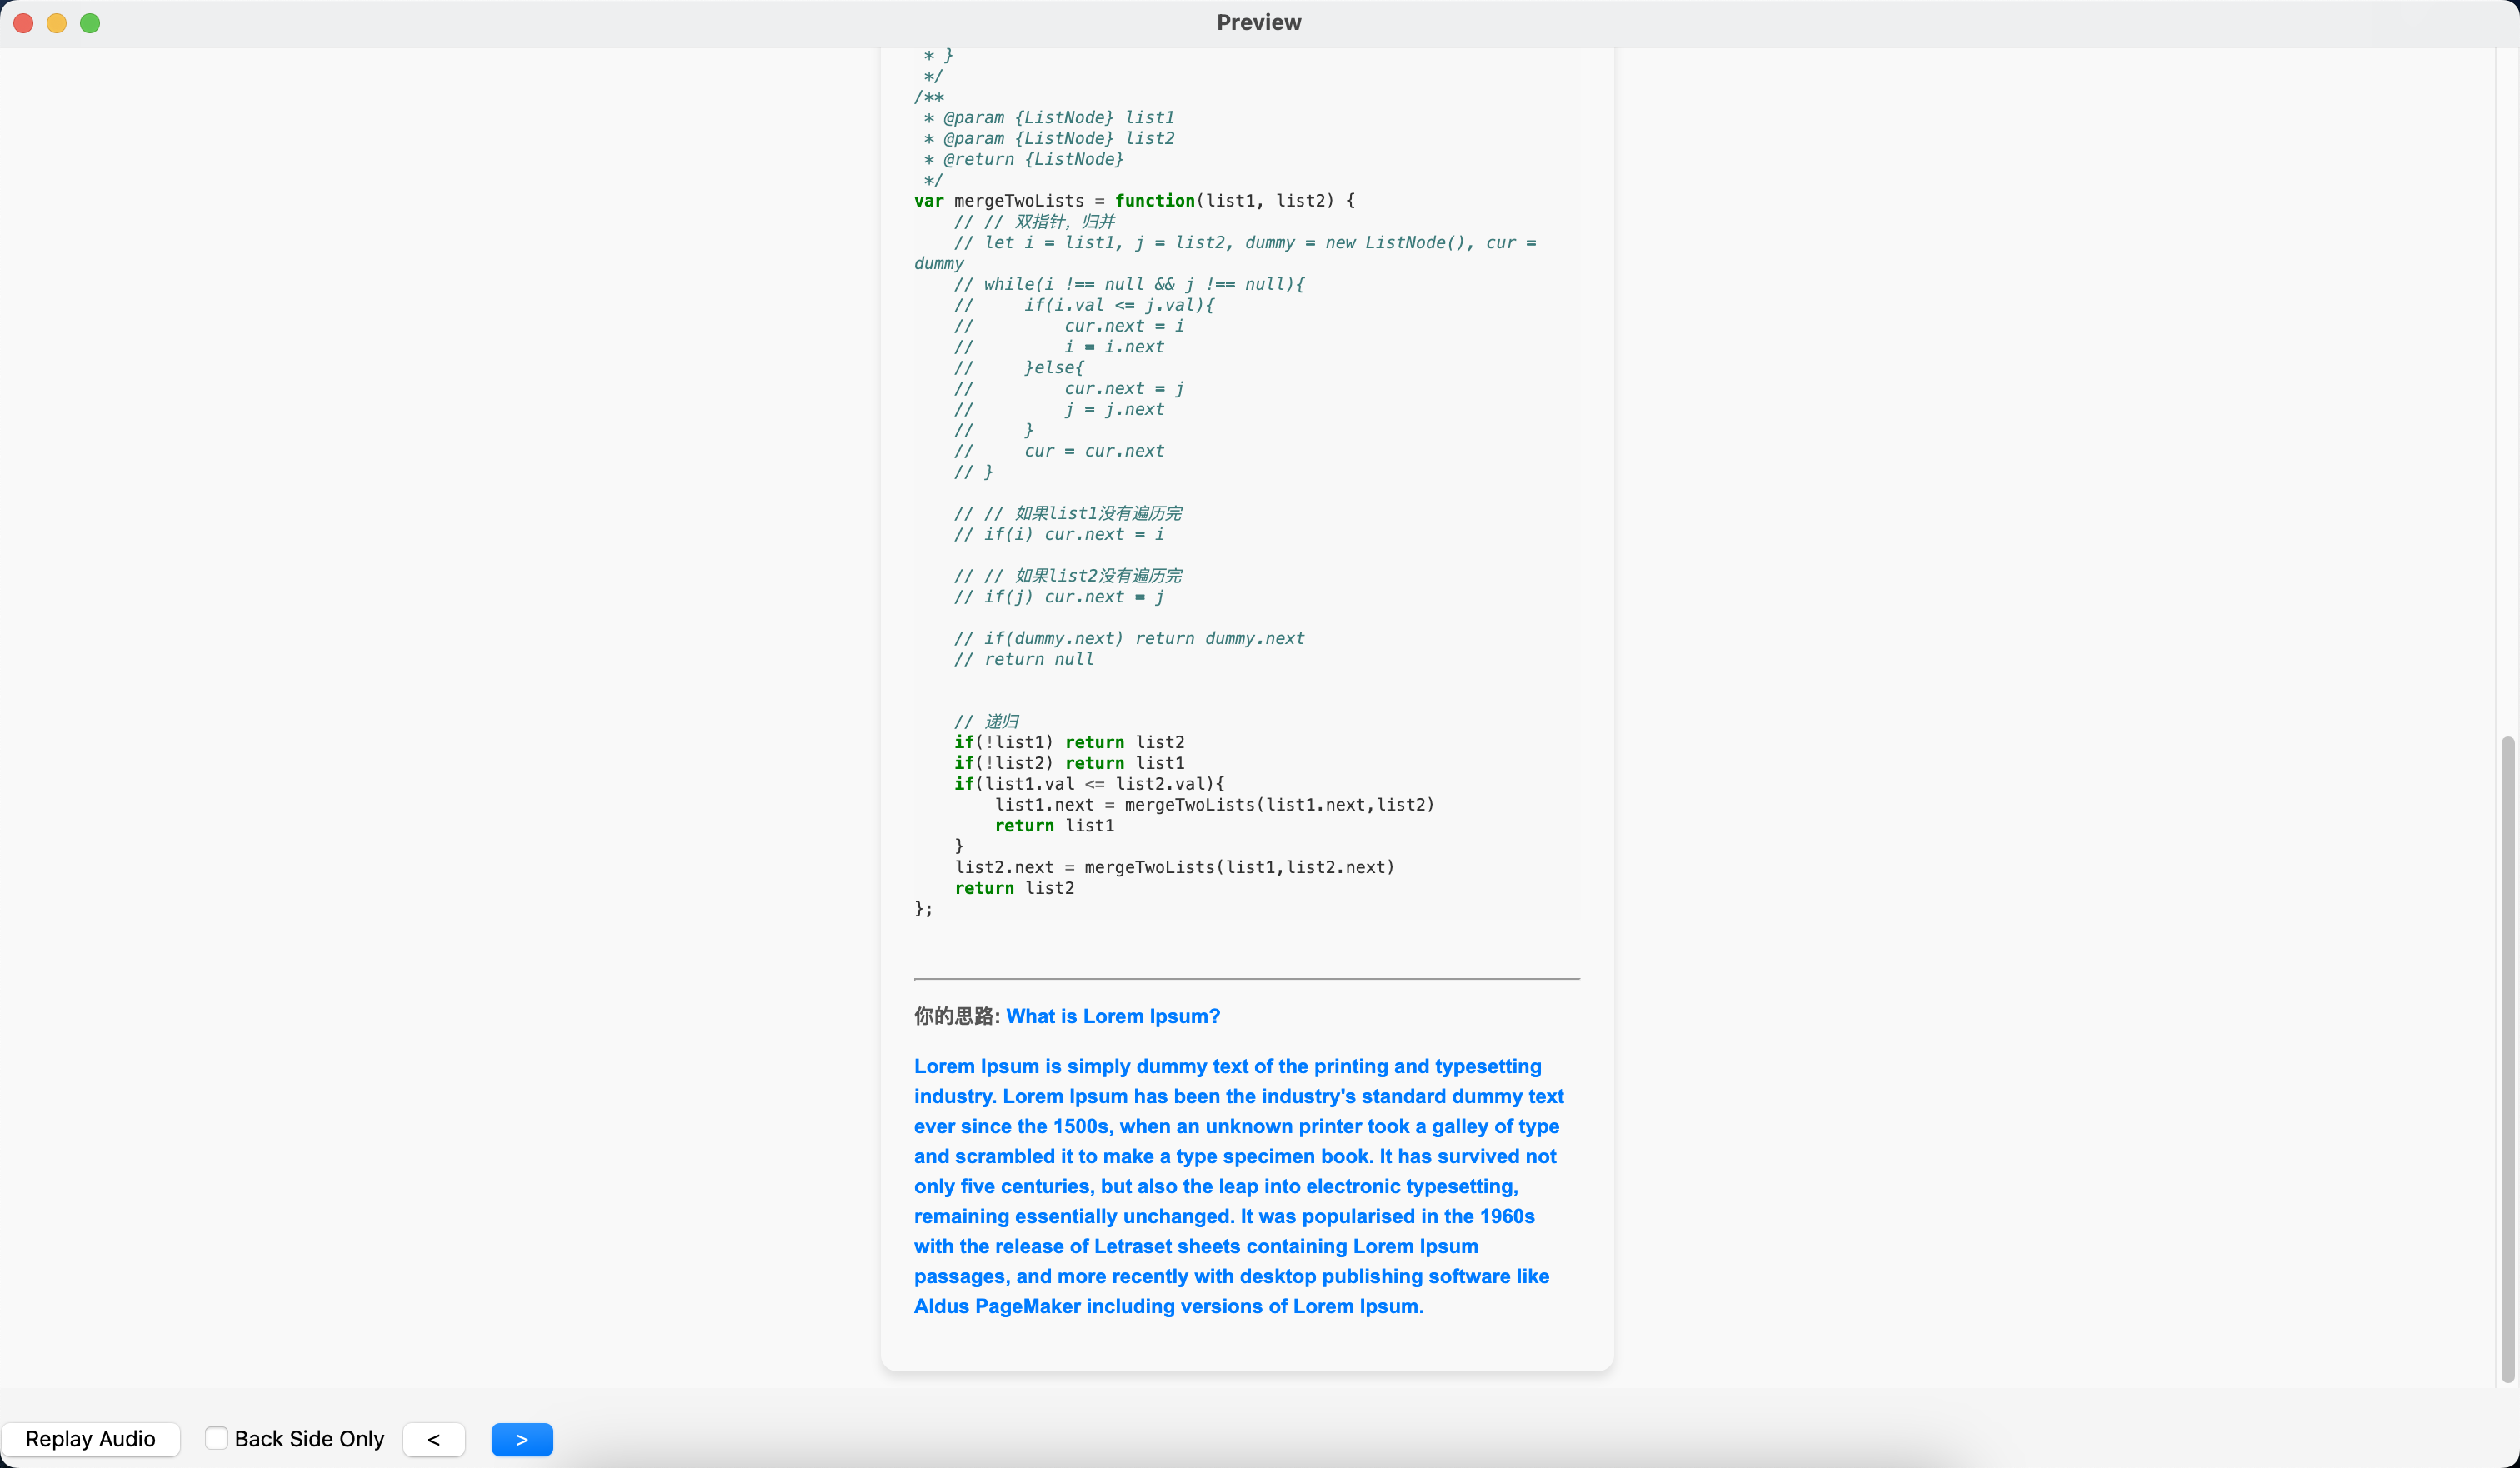 Preview
 * }
 */
/**
 * @param {ListNode} list1
 * @param {ListNode} list2
 * @return {ListNode}
 */
var mergeTwoLists = function(list1, list2) {
    // // 双指针，归并
    // let i = list1, j = list2, dummy = new ListNode(), cur =
dummy
    // while(i !== null && j !== null){
    //     if(i.val <= j.val){
    //         cur.next = i
    //         i = i.next
    //     }else{
    //         cur.next = j
    //         j = j.next
    //     }
    //     cur = cur.next
    // }
    // // 如果list1没有遍历完
    // if(i) cur.next = i
    // // 如果list2没有遍历完
    // if(j) cur.next = j
    // if(dummy.next) return dummy.next
    // return null
    // 递归
    if(!list1) return list2
    if(!list2) return list1
    if(list1.val <= list2.val){
        list1.next = mergeTwoLists(list1.next,list2)
        return list1
    }
    list2.next = mergeTwoLists(list1,list2.next)
    return list2
};
你的思路: What is Lorem Ipsum?
Lorem Ipsum is simply dummy text of the printing and typesetting
industry. Lorem Ipsum has been the industry's standard dummy text
ever since the 1500s, when an unknown printer took a galley of type
and scrambled it to make a type specimen book. It has survived not
only five centuries, but also the leap into electronic typesetting,
remaining essentially unchanged. It was popularised in the 1960s
with the release of Letraset sheets containing Lorem Ipsum
passages, and more recently with desktop publishing software like
Aldus PageMaker including versions of Lorem Ipsum.
Replay Audio Back Side Only < >